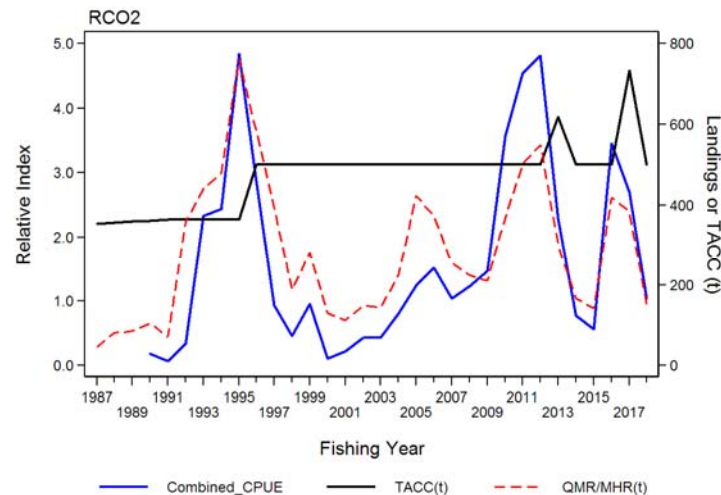 RCO2
5.0
4.0
3.0
2.0
1.0
0.0
Relative Index
800
600
400
200
0
Landings or TACC (t)
1987 1991 1995 1999 2003 2007 2011 2015
1989 1993 1997 2001 2005 2009 2013 2017
Fishing Year
Combined_CPUE TACC(t) QMR/MHR(t)